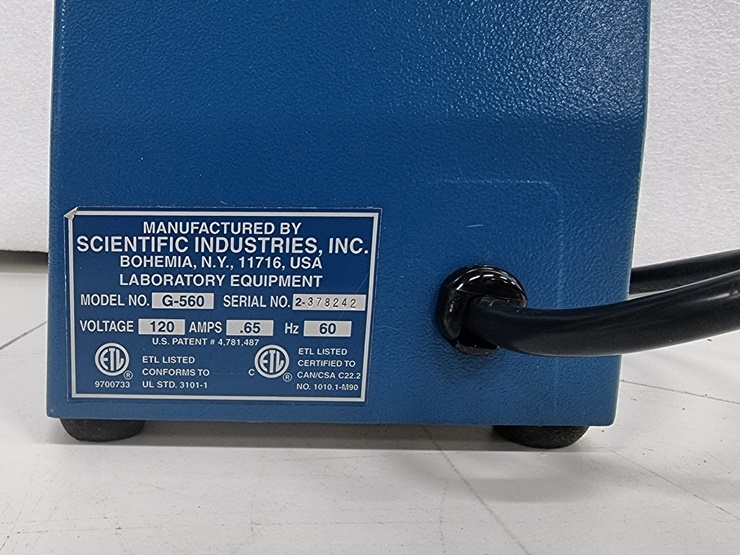 MANUFACTURED BY
SCIENTIFIC INDUSTRIES, INC.
BOHEMIA, N.Y., 11716, USA
LABORATORY EQUIPMENT
MODEL NO. G-560 SERIAL NO. 2-378242
VOLTAGE 120 AMPS .65 Hz 60
U.S. PATENT # 4,781,487
ETL ® 9700733
ETL LISTED
CONFORMS TO
UL STD. 3101-1
C ETL ®
ETL LISTED
CERTIFIED TO
CAN/CSA C22.2
NO. 1010.1-M90